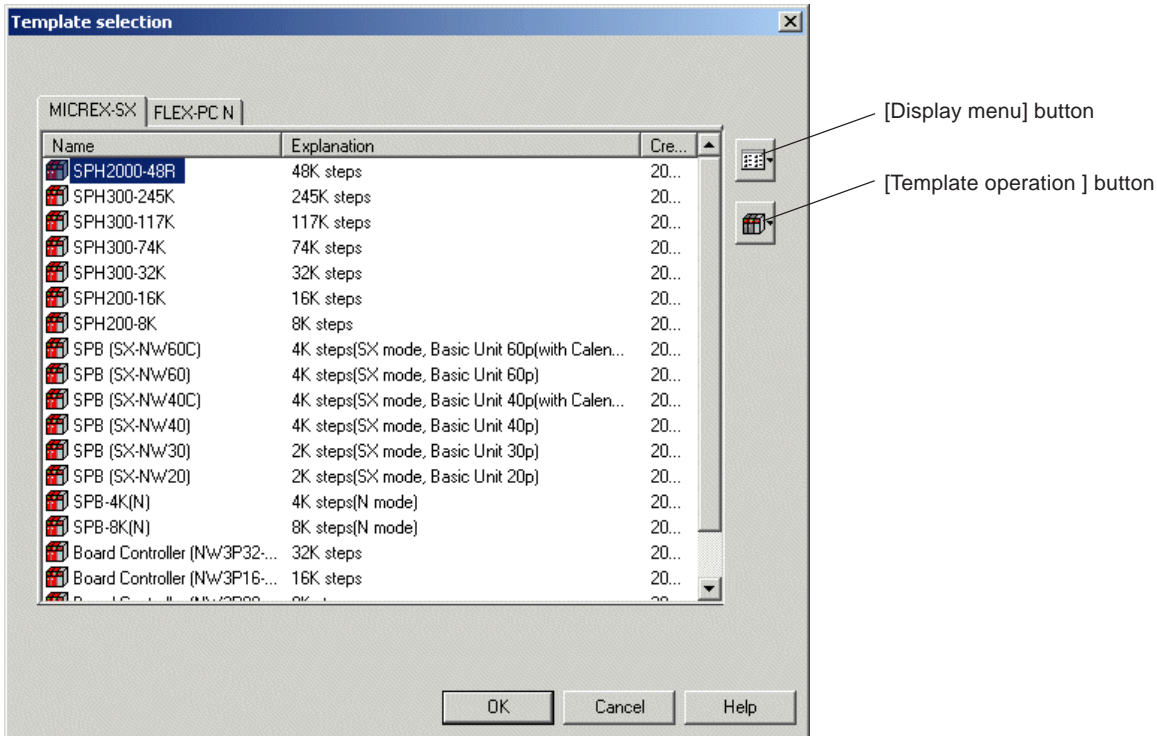 Template selection
MICREX-SX FLEX-PC N
Name Explanation Cre...
SPH2000-48R 48K steps 20...
SPH300-245K 245K steps 20...
SPH300-117K 117K steps 20...
SPH300-74K 74K steps 20...
SPH300-32K 32K steps 20...
SPH200-16K 16K steps 20...
SPH200-8K 8K steps 20...
SPB (SX-NW60C) 4K steps(SX mode, Basic Unit 60p(with Calen... 20...
SPB (SX-NW60) 4K steps(SX mode, Basic Unit 60p) 20...
SPB (SX-NW40C) 4K steps(SX mode, Basic Unit 40p(with Calen... 20...
SPB (SX-NW40) 4K steps(SX mode, Basic Unit 40p) 20...
SPB (SX-NW30) 2K steps(SX mode, Basic Unit 30p) 20...
SPB (SX-NW20) 2K steps(SX mode, Basic Unit 20p) 20...
SPB-4K(N) 4K steps(N mode) 20...
SPB-8K(N) 8K steps(N mode) 20...
Board Controller (NW3P32-... 32K steps 20...
Board Controller (NW3P16-... 16K steps 20...
[Display menu] button
[Template operation ] button
OK Cancel Help